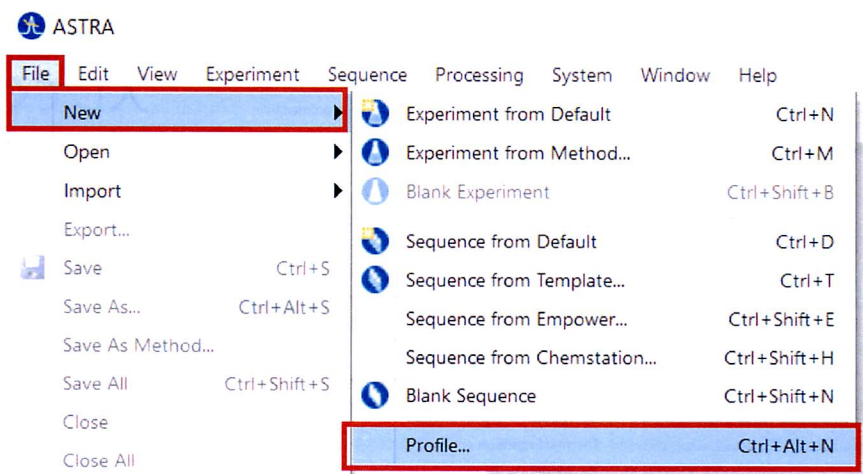 ASTRA
File Edit View Experiment Sequence Processing System Window Help
New
Open
Import
Export...
Save Ctrl+S
Save As... Ctrl+Alt+S
Save As Method...
Save All Ctrl+Shift+S
Close
Close All
Experiment from Default Ctrl+N
Experiment from Method... Ctrl+M
Blank Experiment Ctrl+Shift+B
Sequence from Default Ctrl+D
Sequence from Template... Ctrl+T
Sequence from Empower... Ctrl+Shift+E
Sequence from Chemstation... Ctrl+Shift+H
Blank Sequence Ctrl+Shift+N
Profile... Ctrl+Alt+N